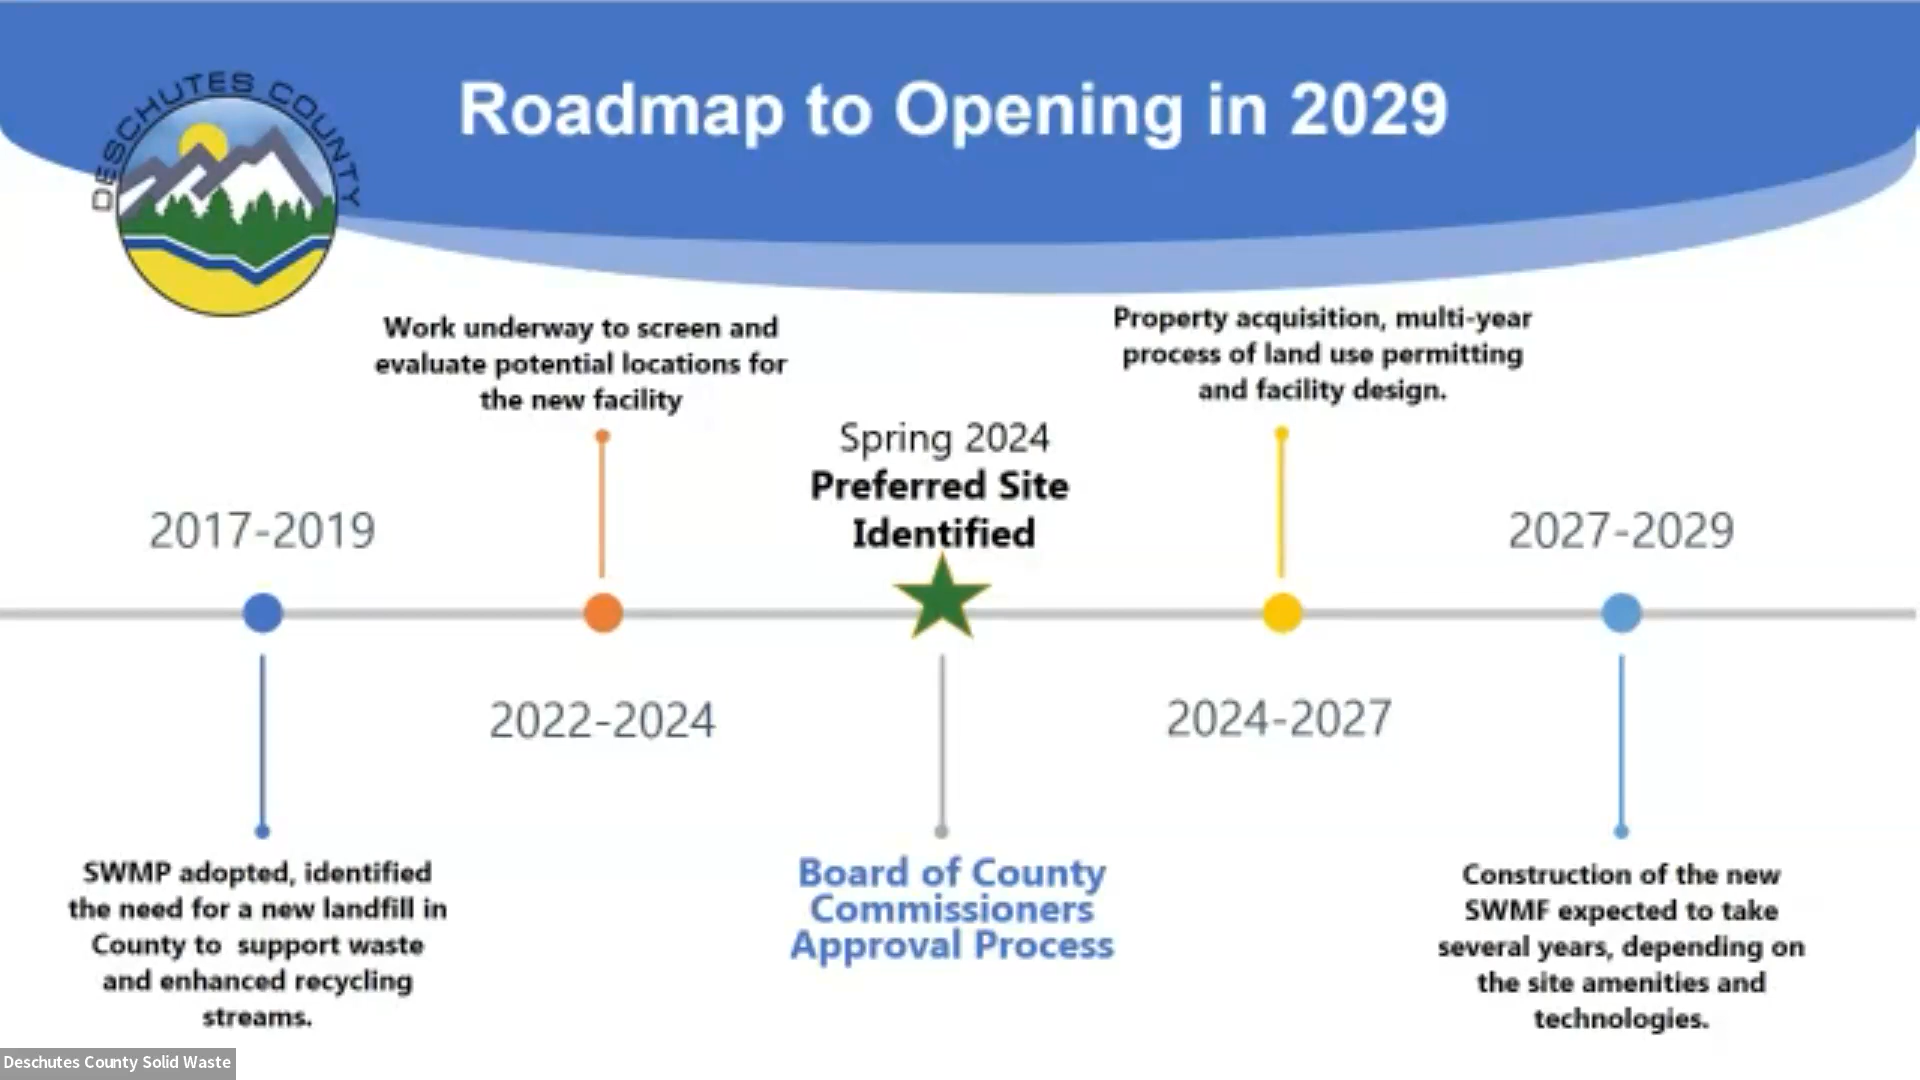 DESCHUTES COUNTY
Roadmap to Opening in 2029
Work underway to screen and
evaluate potential locations for
the new facility
Property acquisition, multi-year
process of land use permitting
and facility design.
Spring 2024
Preferred Site
Identified
2017-2019
2027-2029
2022-2024
2024-2027
SWMP adopted, identified
the need for a new landfill in
County to support waste
and enhanced recycling
streams.
Board of County
Commissioners
Approval Process
Construction of the new
SWMF expected to take
several years, depending on
the site amenities and
technologies.
Deschutes County Solid Waste